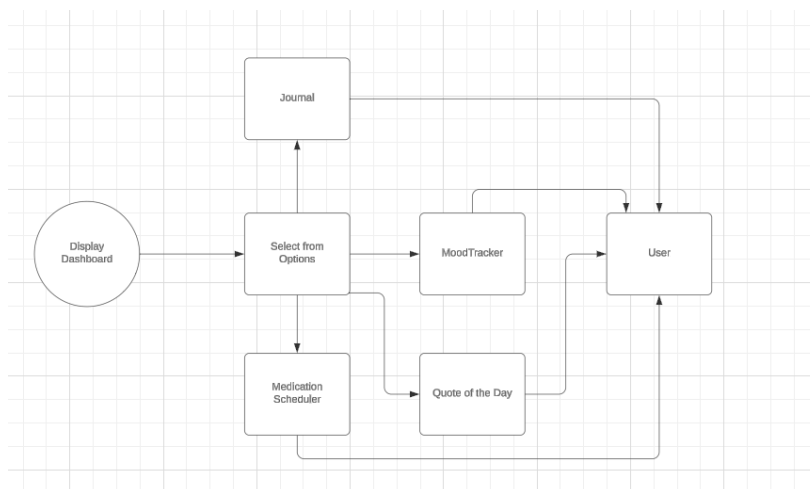 Journal
Display
Dashboard
Select from
Options
MoodTracker
User
Medication
Scheduler
Quote of the Day